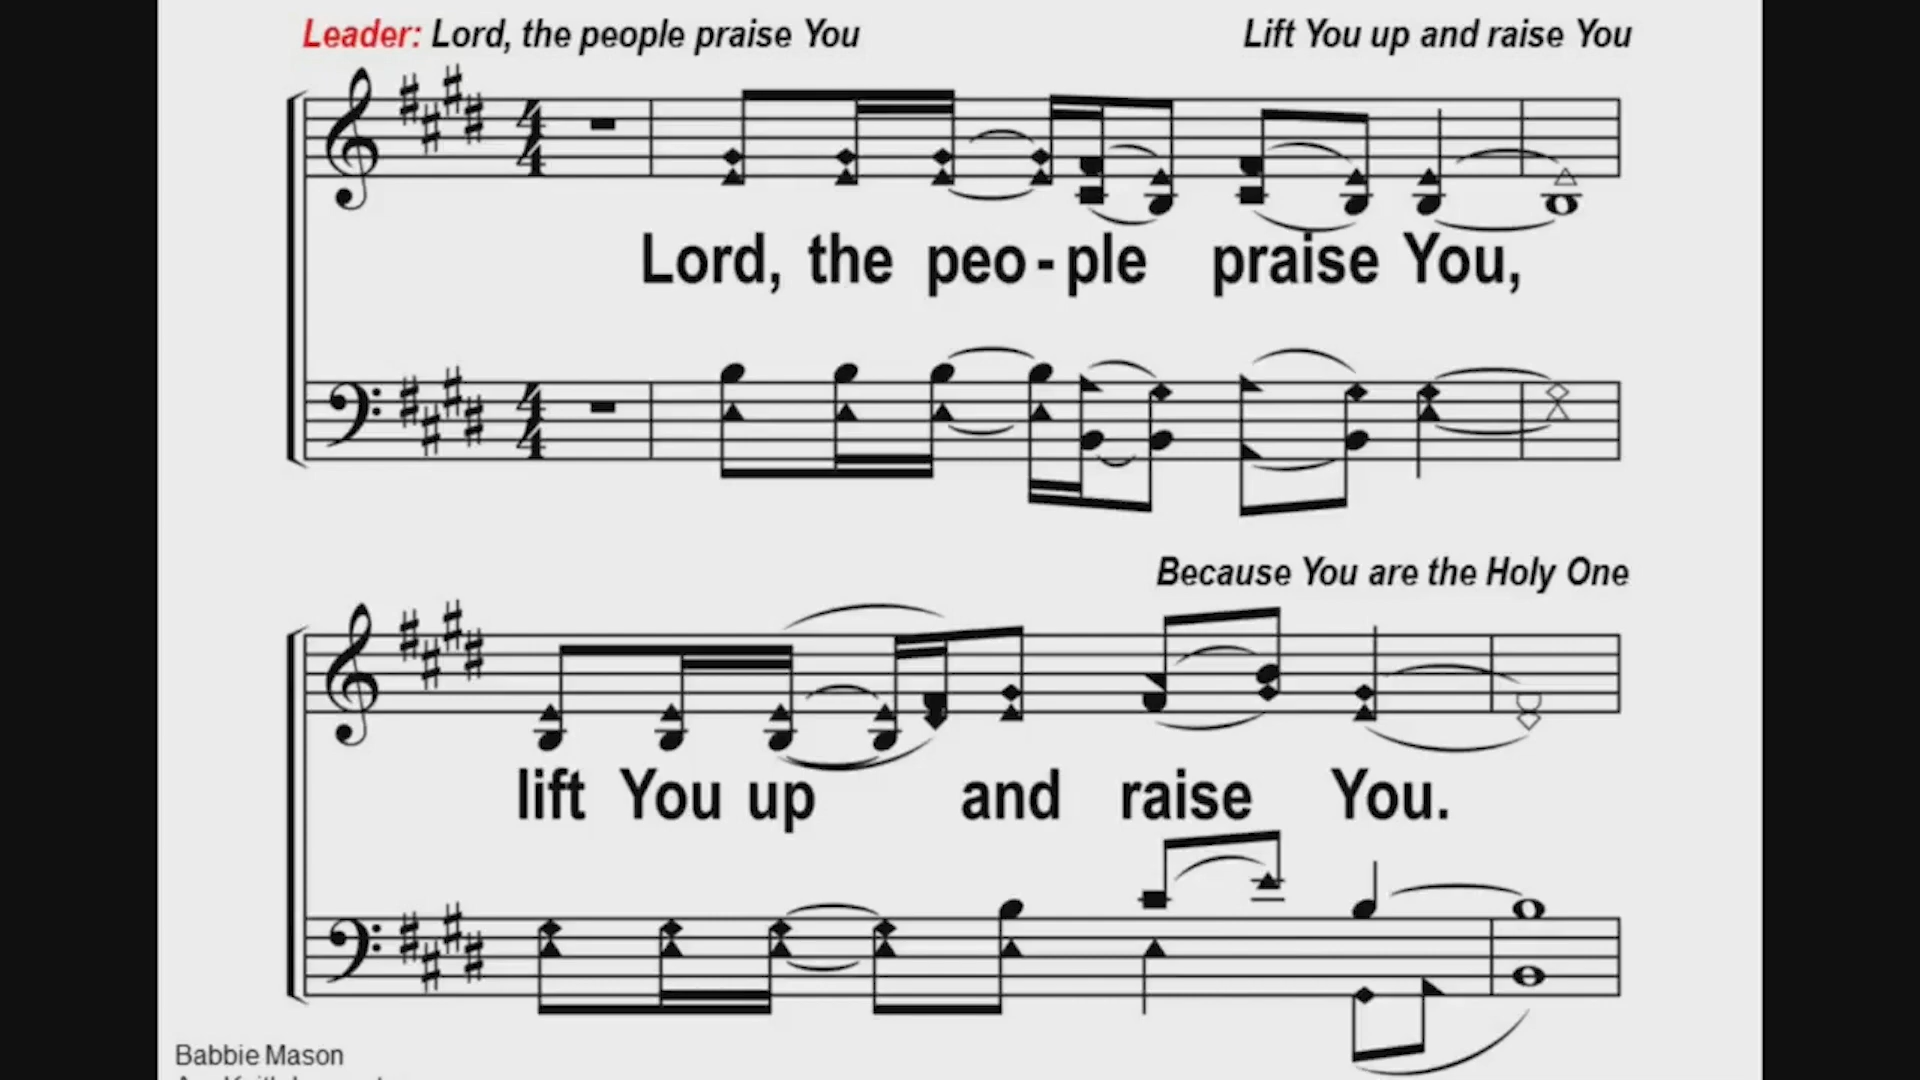 Leader: Lord, the people praise You Lift You up and raise You
Lord, the peo-ple praise You,
Because You are the Holy One
lift You up and raise You.
Babbie Mason